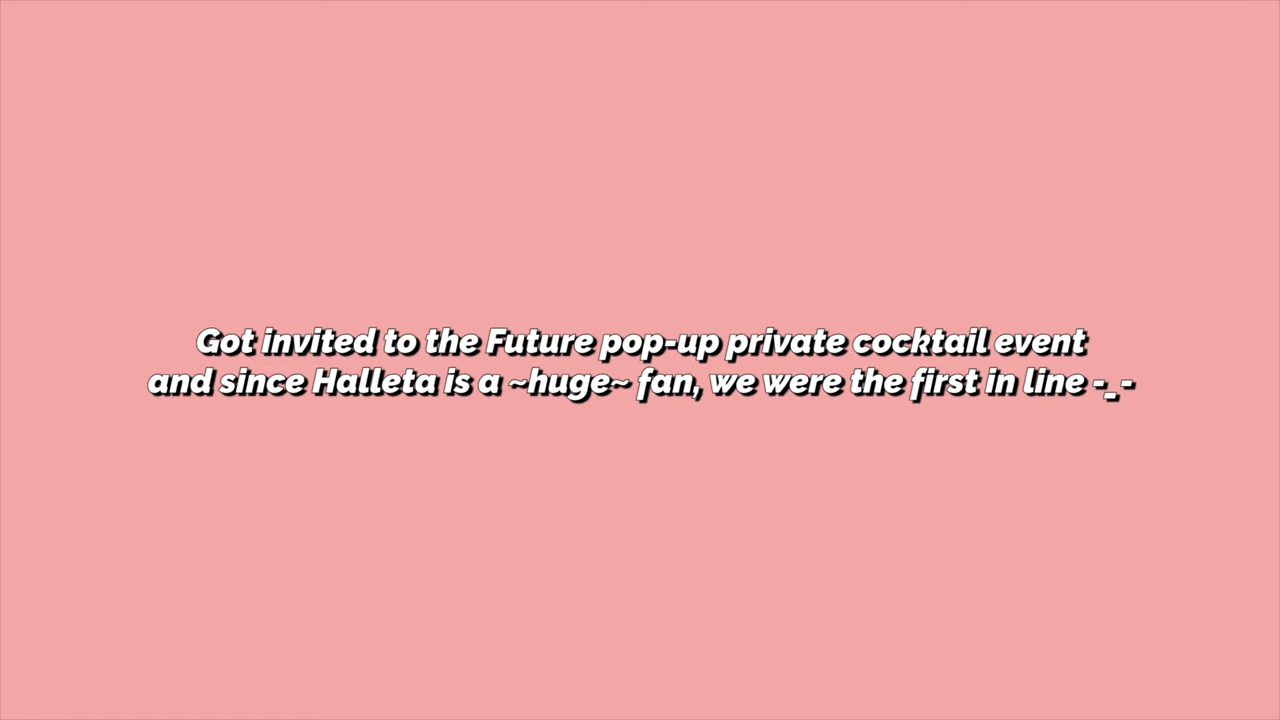 Got invited to the Future pop-up private cocktail event
and since Halleta is a ~huge~ fan, we were the first in line -_-